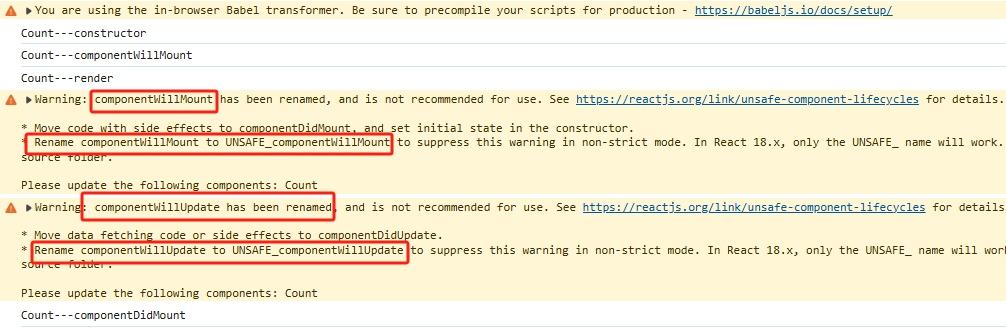 You are using the in-browser Babel transformer. Be sure to precompile your scripts for production - https://babeljs.io/docs/setup/
Count---constructor
Count---componentWillMount
Count---render
Warning: componentWillMount has been renamed, and is not recommended for use. See https://reactjs.org/link/unsafe-component-lifecycles for details.
* Move code with side effects to componentDidMount, and set initial state in the constructor.
* Rename componentWillMount to UNSAFE_componentWillMount to suppress this warning in non-strict mode. In React 18.x, only the UNSAFE_ name will work.
source folder.
Please update the following components: Count
Warning: componentWillUpdate has been renamed, and is not recommended for use. See https://reactjs.org/link/unsafe-component-lifecycles for details
* Move data fetching code or side effects to componentDidUpdate.
* Rename componentWillUpdate to UNSAFE_componentWillUpdate to suppress this warning in non-strict mode. In React 18.x, only the UNSAFE_ name will work
source folder.
Please update the following components: Count
Count---componentDidMount